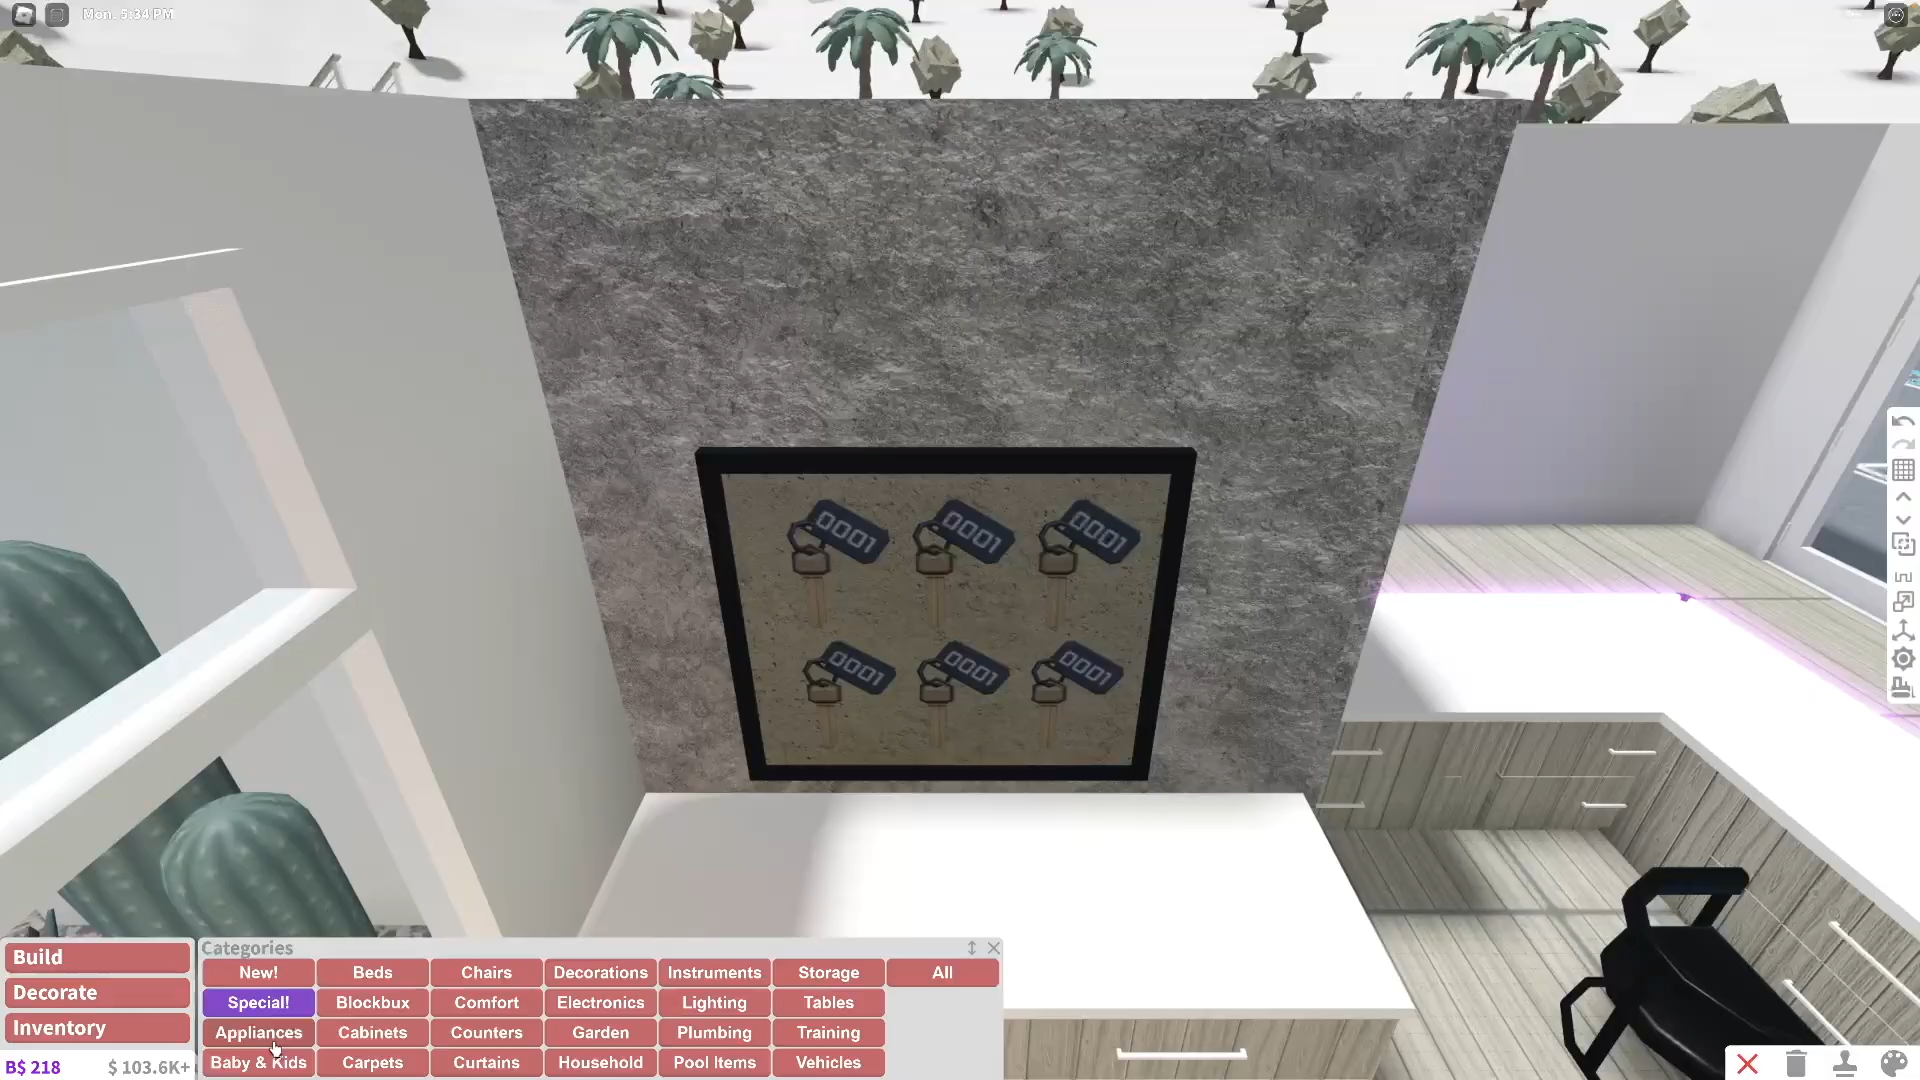 Mon. 5:34 PM
0001 0001 0001
0001 0001 0001
Build
Decorate
Inventory
B$ 218 $ 103.6K+
Categories
New! Beds Chairs Decorations Instruments Storage All
Special! Blockbux Comfort Electronics Lighting Tables
Appliances Cabinets Counters Garden Plumbing Training
Baby & Kids Carpets Curtains Household Pool Items Vehicles